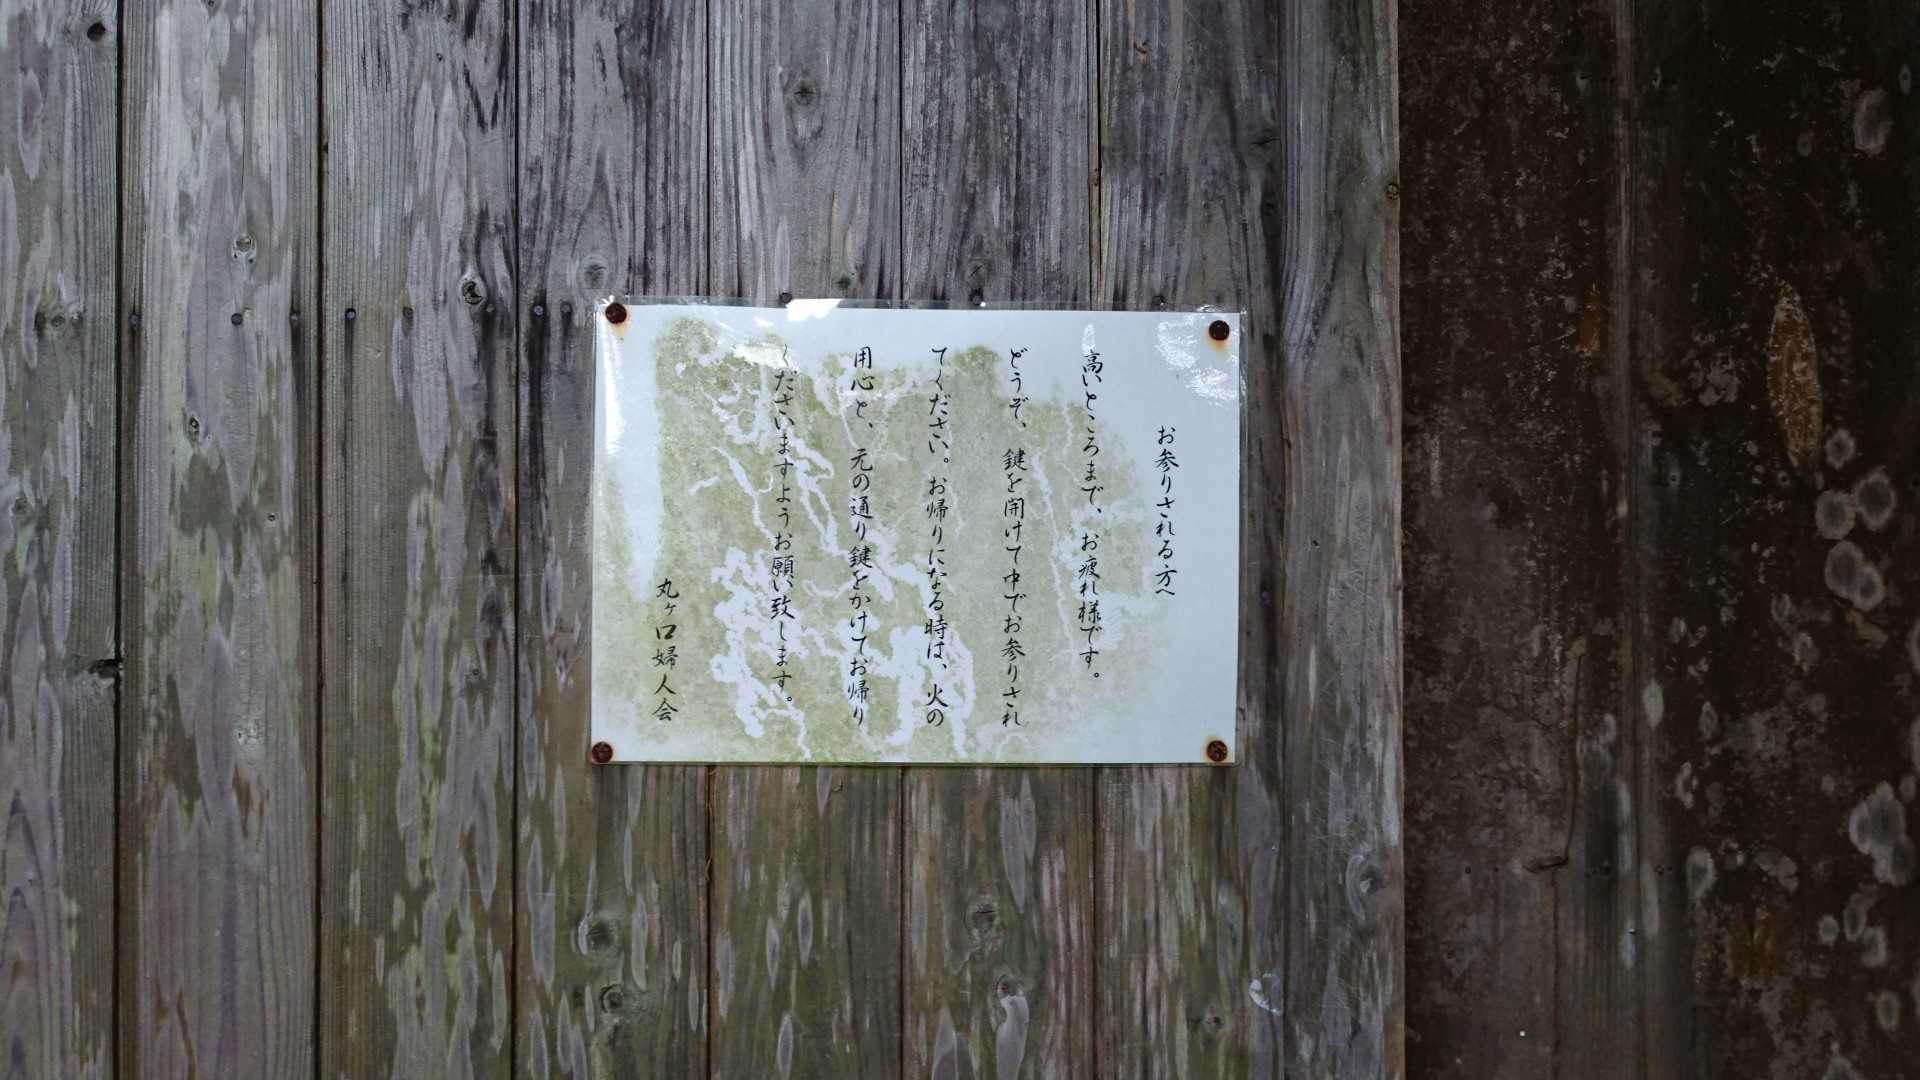 お参りされる方へ
高いところまで、お疲れ様です。
どうぞ、鍵を開けて中でお参りされ
てください。お帰りになる時は、火の
用心と、元の通り鍵をかけてお帰り
くださいますようお願い致します。
丸ヶ口婦人会